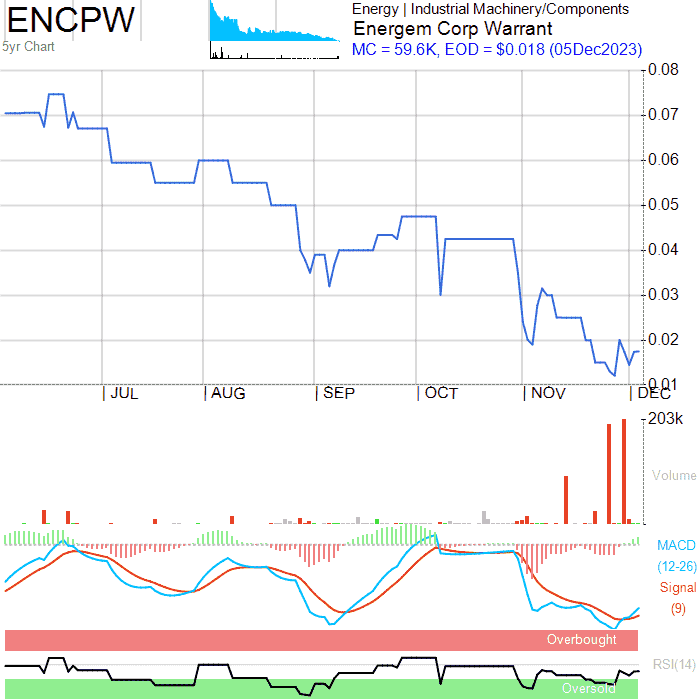 ENCPW
5yr Chart
Energy | Industrial Machinery/Components
Energem Corp Warrant
MC = 59.6K, EOD = $0.018 (05Dec2023)
0.08
0.07
0.06
0.05
0.04
0.03
0.02
0.01
| JUL | AUG | SEP | OCT | NOV | DEC
203k
Volume
MACD
(12-26)
Signal
(9)
Overbought
RSI(14)
Oversold